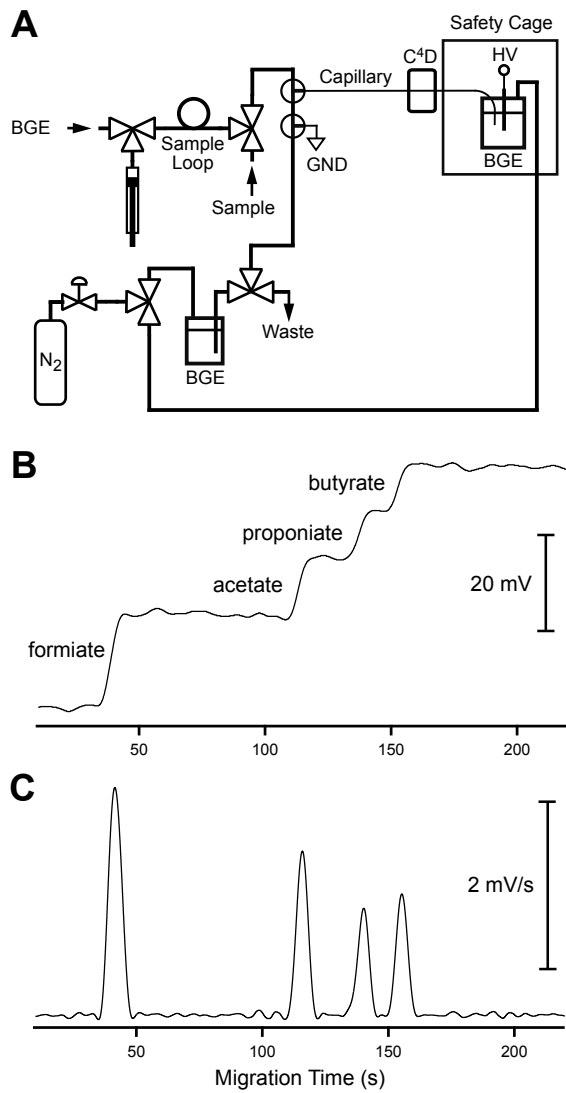 A
Safety Cage
C⁴D
HV
Capillary
BGE
Sample
Loop
GND
BGE
Sample
Waste
N₂
BGE
B
butyrate
proponiate
acetate
20 mV
formiate
50
100
150
200
C
2 mV/s
50
100
150
200
Migration Time (s)